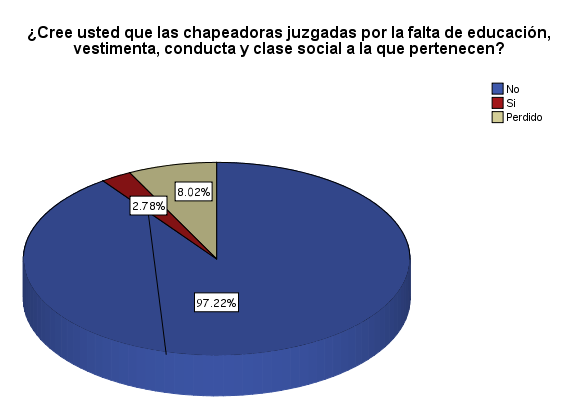 ¿Cree usted que las chapeadoras juzgadas por la falta de educación,
vestimenta, conducta y clase social a la que pertenecen?
No
Si
Perdido
8.02%
2.78%
97.22%